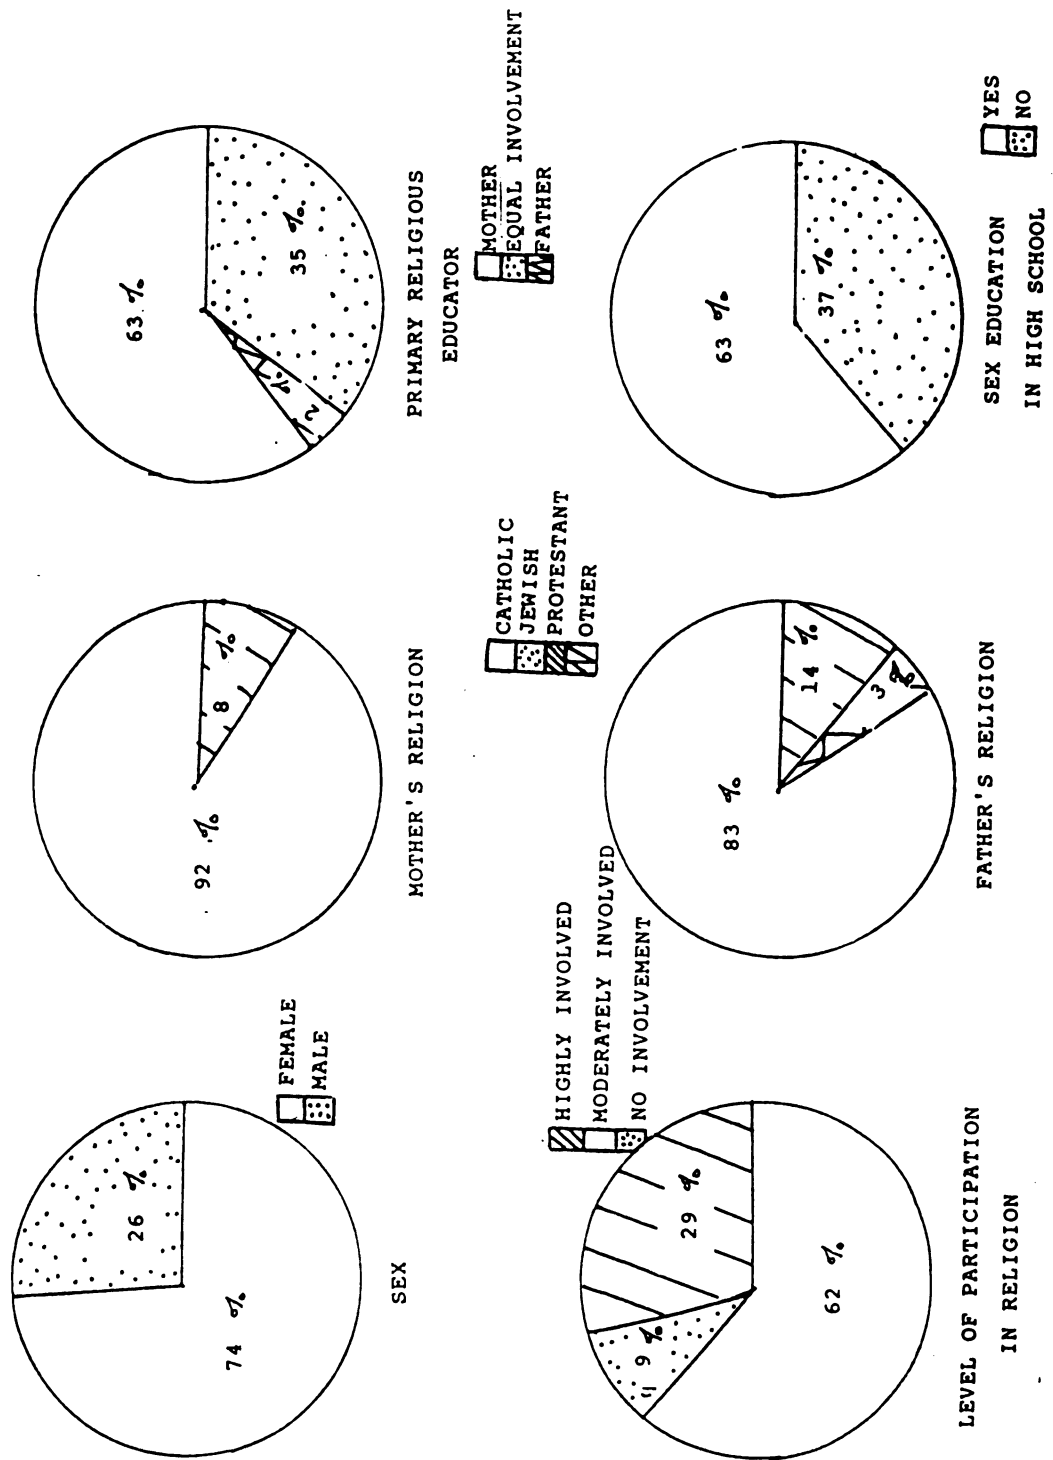 26 %
74 %
SEX
FEMALE
MALE
92 %
8 %
MOTHER'S RELIGION
63 %
35 %
2 %
PRIMARY RELIGIOUS
EDUCATOR
HIGHLY INVOLVED
MODERATELY INVOLVED
NO INVOLVEMENT
CATHOLIC
JEWISH
PROTESTANT
OTHER
MOTHER
EQUAL INVOLVEMENT
FATHER
9 %
29 %
62 %
LEVEL OF PARTICIPATION
IN RELIGION
83 %
14 %
3 %
FATHER'S RELIGION
63 %
37 %
SEX EDUCATION
IN HIGH SCHOOL
YES
NO